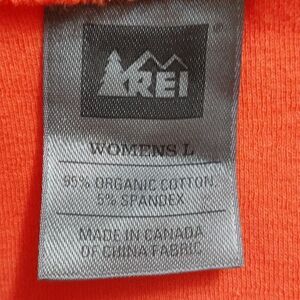 REI®
WOMENS L
95% ORGANIC COTTON,
5% SPANDEX
MADE IN CANADA
OF CHINA FABRIC